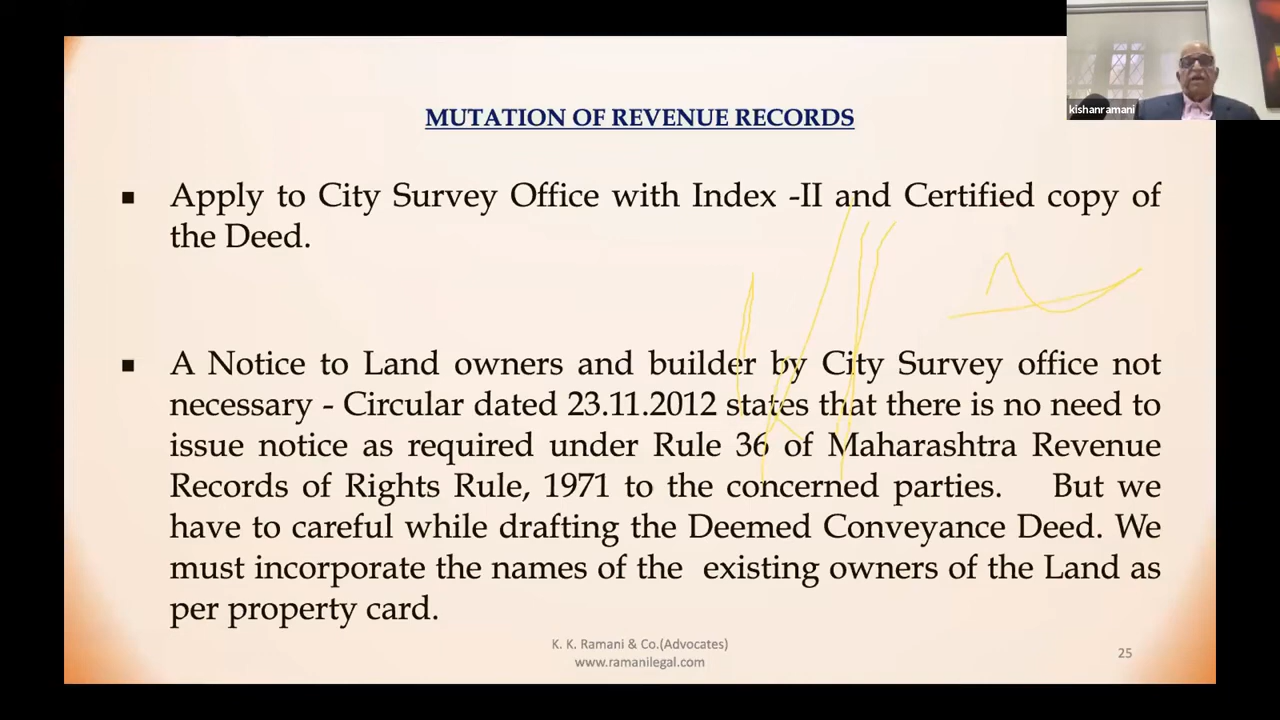 kishanramani
MUTATION OF REVENUE RECORDS
▪ Apply to City Survey Office with Index -II and Certified copy of
the Deed.
▪ A Notice to Land owners and builder by City Survey office not
necessary - Circular dated 23.11.2012 states that there is no need to
issue notice as required under Rule 36 of Maharashtra Revenue
Records of Rights Rule, 1971 to the concerned parties. But we
have to careful while drafting the Deemed Conveyance Deed. We
must incorporate the names of the existing owners of the Land as
per property card.
K. K. Ramani & Co.(Advocates)
www.ramanilegal.com
25